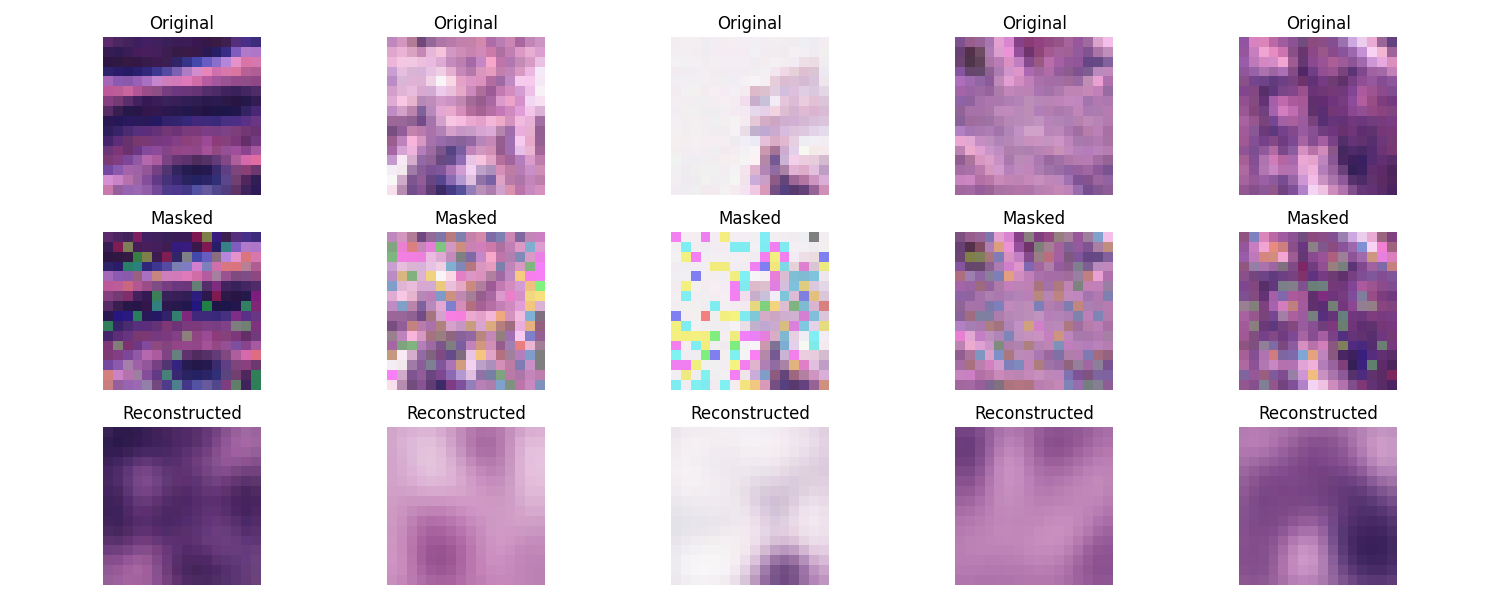 Original Original Original Original Original
Masked Masked Masked Masked Masked
Reconstructed Reconstructed Reconstructed Reconstructed Reconstructed